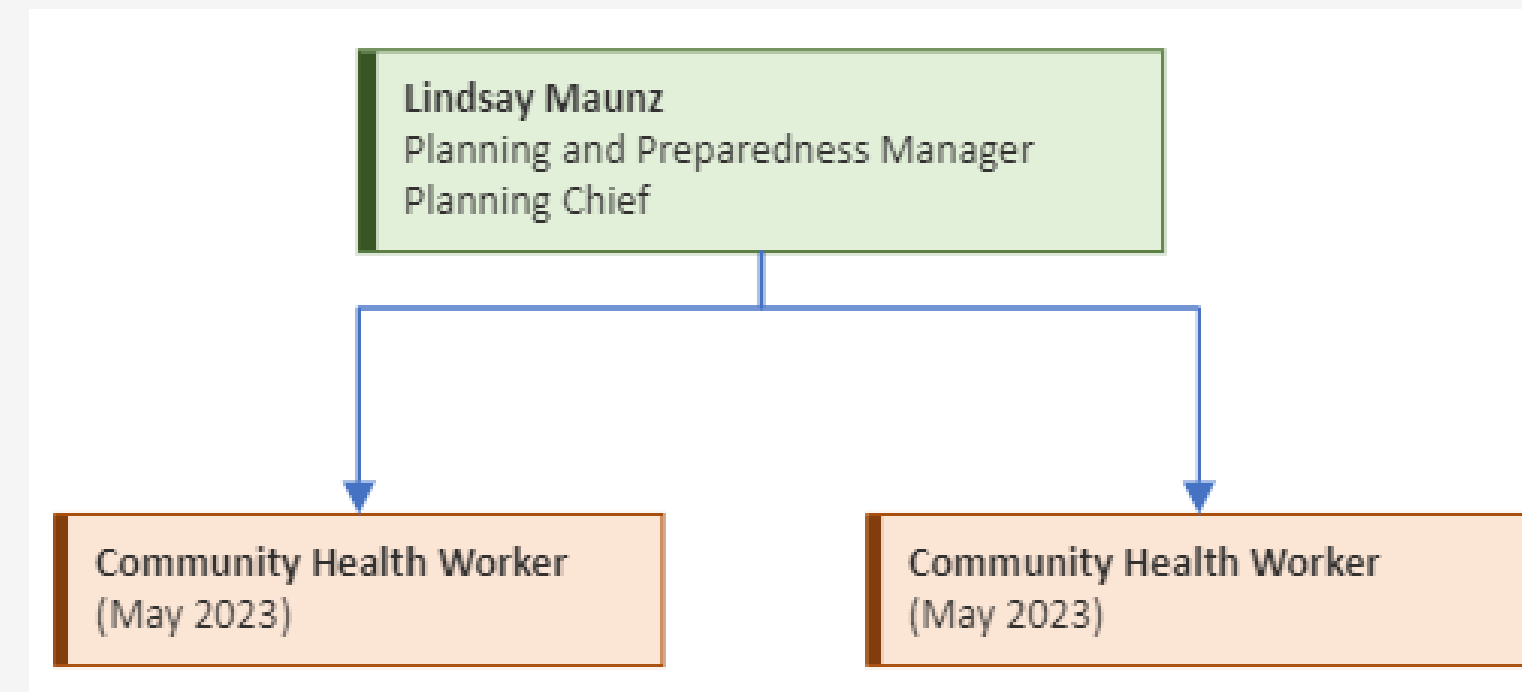 Lindsay Maunz
Planning and Preparedness Manager
Planning Chief
Community Health Worker
(May 2023)
Community Health Worker
(May 2023)